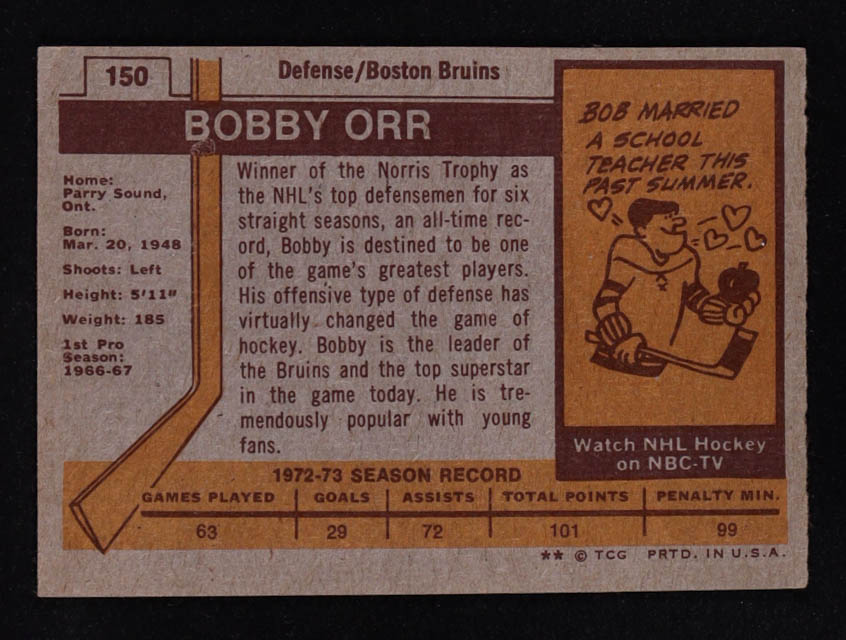 150
Defense/Boston Bruins
BOBBY ORR
Home:
Parry Sound,
Ont.
Born:
Mar. 20, 1948
Shoots: Left
Height: 5'11"
Weight: 185
1st Pro
Season:
1966-67
Winner of the Norris Trophy as
the NHL's top defensemen for six
straight seasons, an all-time rec-
ord, Bobby is destined to be one
of the game's greatest players.
His offensive type of defense has
virtually changed the game of
hockey. Bobby is the leader of
the Bruins and the top superstar
in the game today. He is tre-
mendously popular with young
fans.
BOB MARRIED
A SCHOOL
TEACHER THIS
PAST SUMMER.
Watch NHL Hockey
on NBC-TV
1972-73 SEASON RECORD
GAMES PLAYED GOALS ASSISTS TOTAL POINTS PENALTY MIN.
63 29 72 101 99
** © TCG PRTD. IN U.S.A.